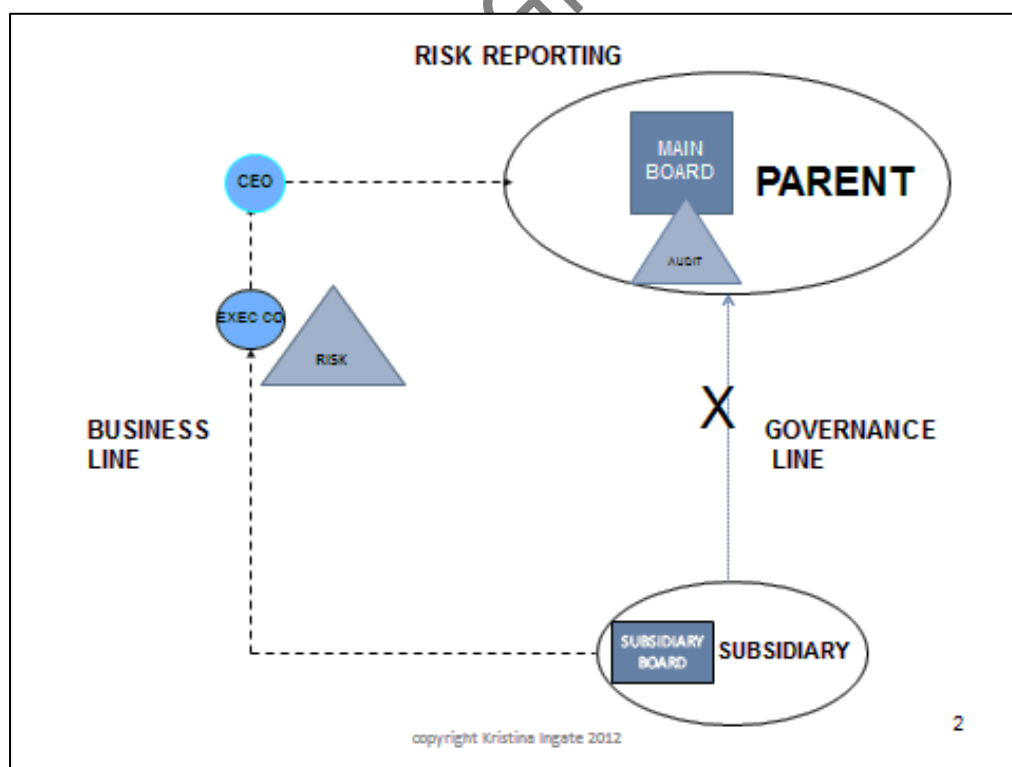 RISK REPORTING
MAIN
BOARD
PARENT
CEO
AUDIT
EXEC CO
RISK
BUSINESS
LINE
X
GOVERNANCE
LINE
SUBSIDIARY
BOARD
SUBSIDIARY
copyright Kristina Ingate 2012
2